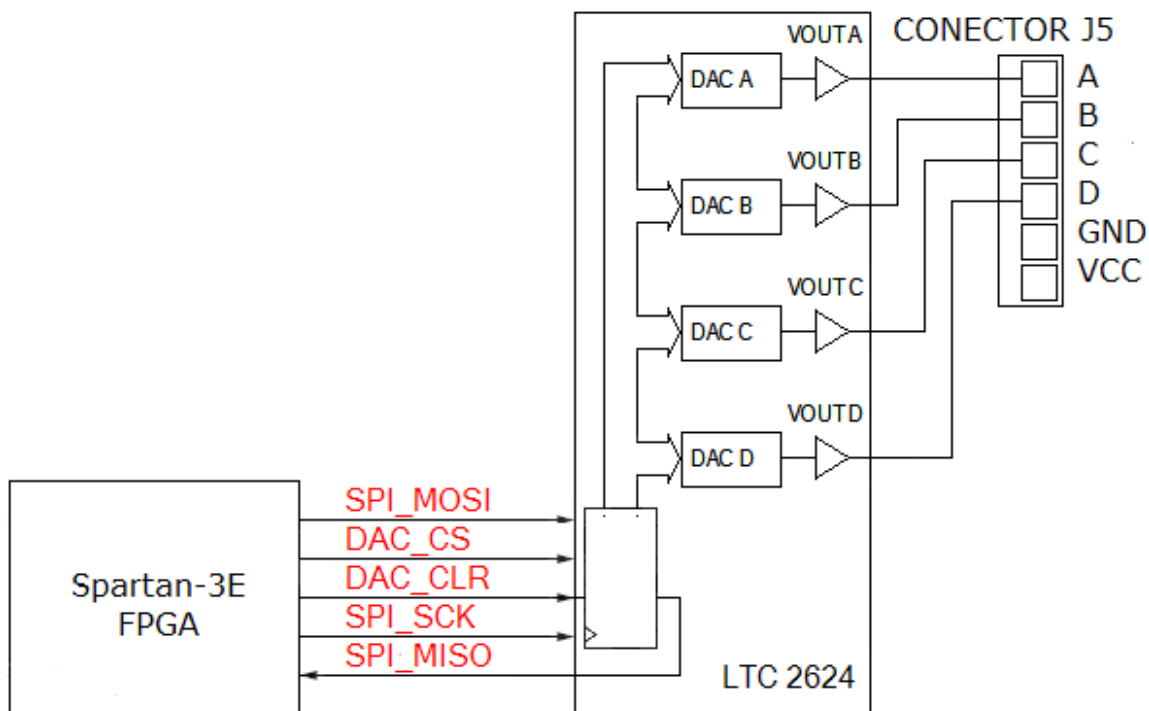 VOUTA
CONECTOR J5
DAC A
A
B
C
D
GND
VCC
VOUTB
DAC B
VOUTC
DAC C
VOUTD
DAC D
SPI_MOSI
DAC_CS
DAC_CLR
SPI_SCK
SPI_MISO
Spartan-3E
FPGA
LTC 2624